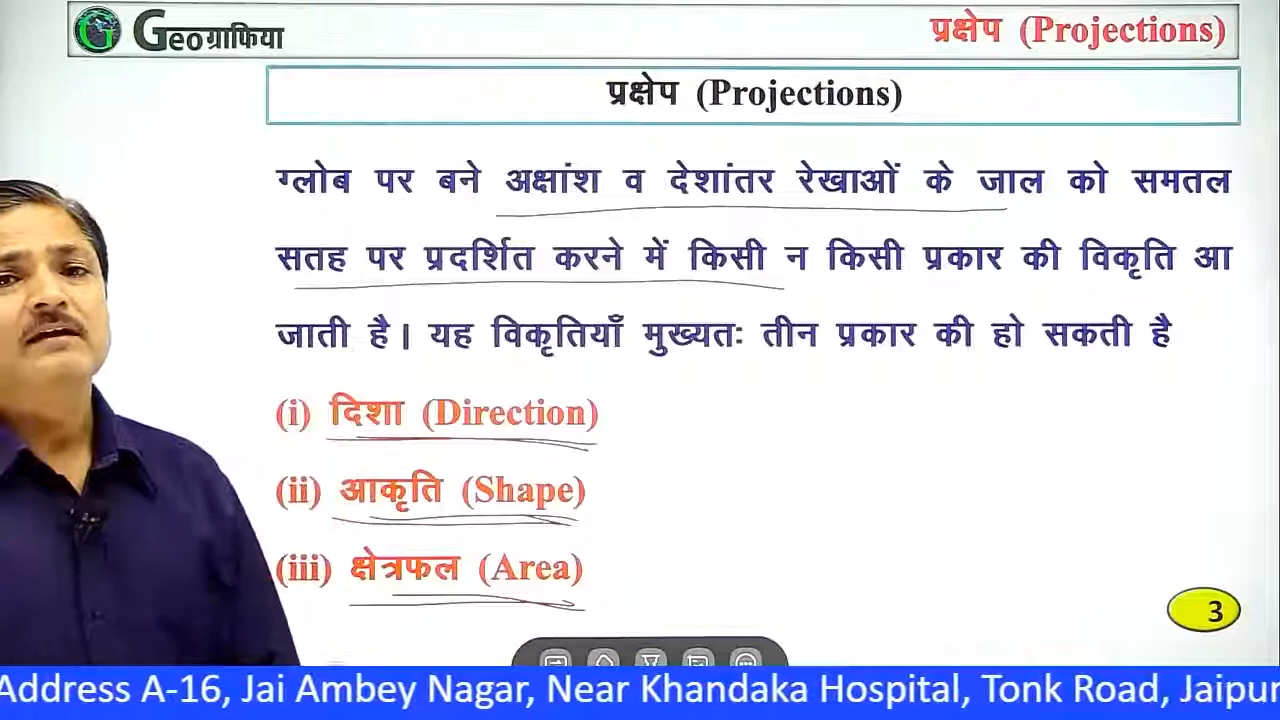 Geoग्राफिया
प्रक्षेप (Projections)
प्रक्षेप (Projections)
ग्लोब पर बने अक्षांश व देशांतर रेखाओं के जाल को समतल
सतह पर प्रदर्शित करने में किसी न किसी प्रकार की विकृति आ
जाती है। यह विकृतियाँ मुख्यतः तीन प्रकार की हो सकती है
(i) दिशा (Direction)
(ii) आकृति (Shape)
(iii) क्षेत्रफल (Area)
3
Address A-16, Jai Ambey Nagar, Near Khandaka Hospital, Tonk Road, Jaipur